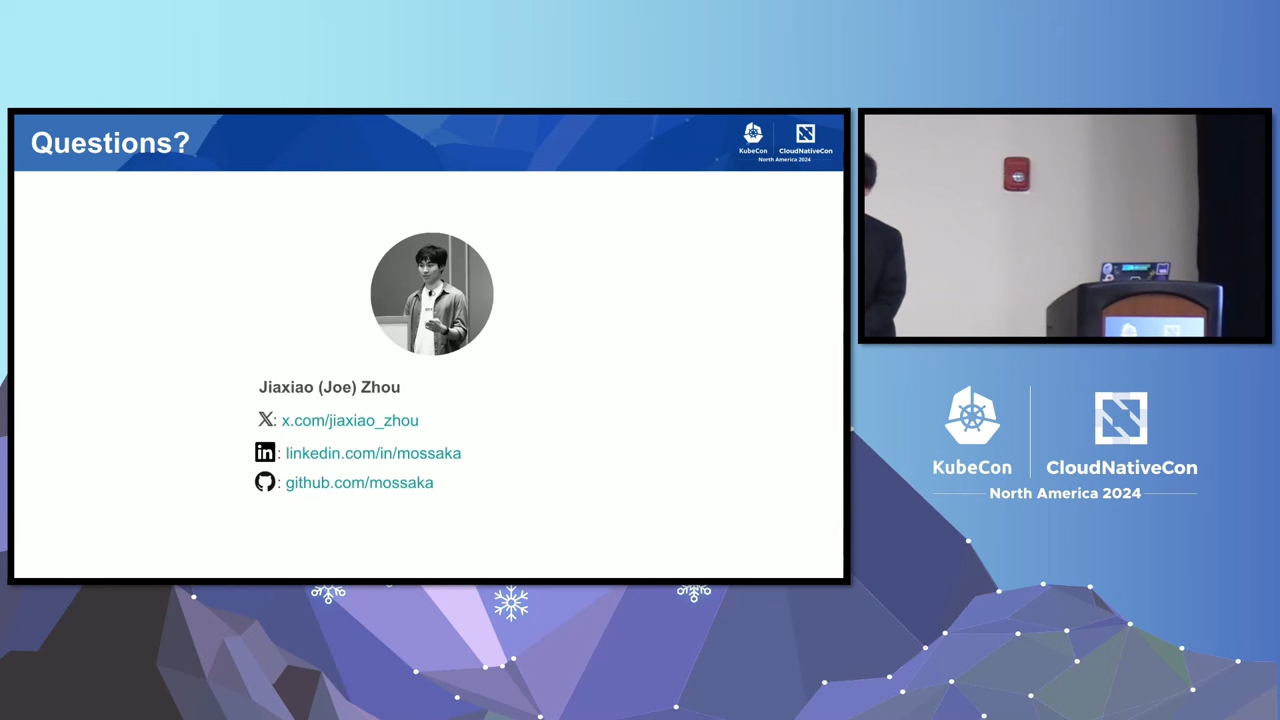 Questions?
KubeCon
CloudNativeCon
North America 2024
Jiaxiao (Joe) Zhou
X: x.com/jiaxiao_zhou
in: linkedin.com/in/mossaka
: github.com/mossaka
KubeCon
CloudNativeCon
North America 2024